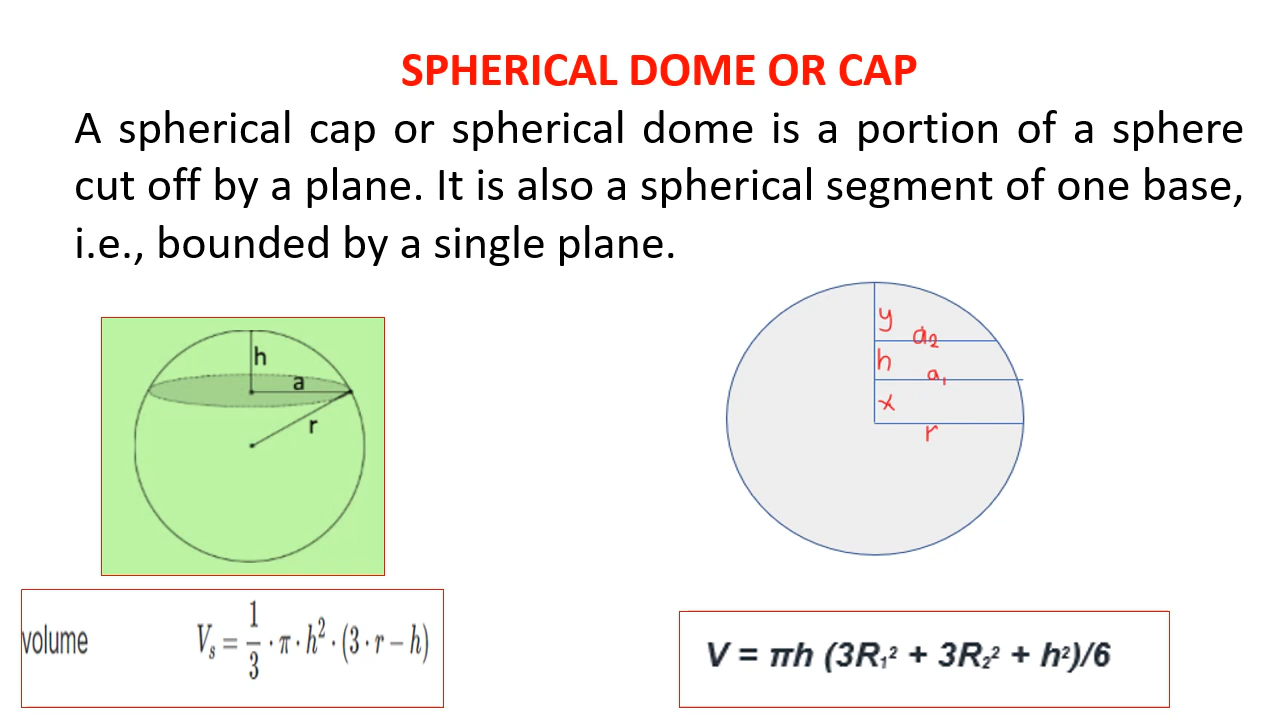 SPHERICAL DOME OR CAP
A spherical cap or spherical dome is a portion of a sphere
cut off by a plane. It is also a spherical segment of one base,
i.e., bounded by a single plane.
h
a
r
y
a₂
h
a₁
x
r
volume Vₛ = 1/3 · π · h² · (3 · r − h)
V = πh (3R₁² + 3R₂² + h²)/6